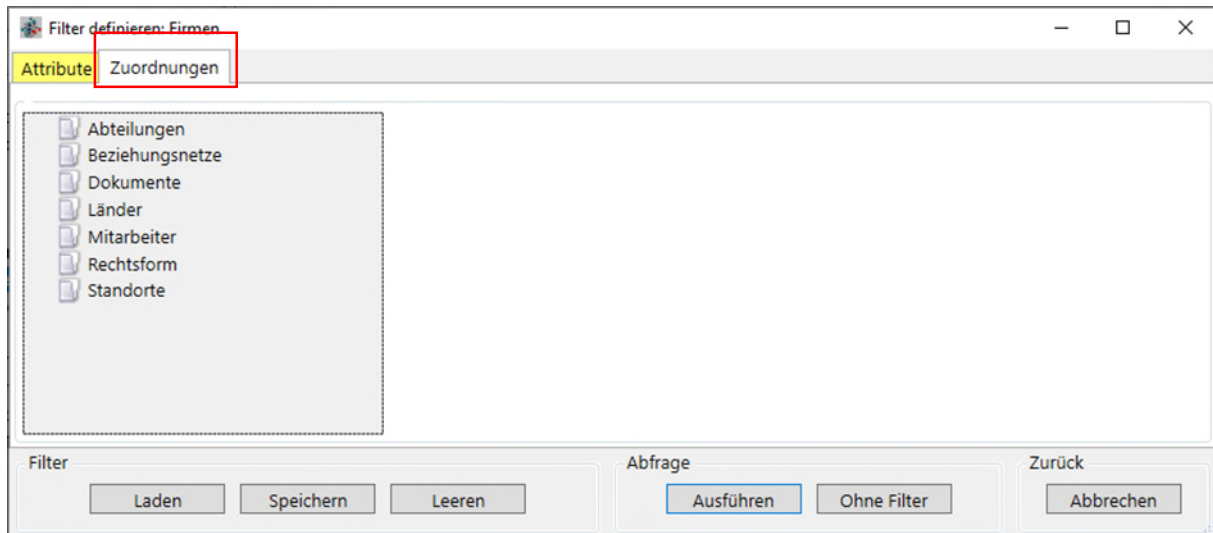 Filter definieren: Firmen
Attribute Zuordnungen
Abteilungen
Beziehungsnetze
Dokumente
Länder
Mitarbeiter
Rechtsform
Standorte
Filter Abfrage Zurück
Laden Speichern Leeren Ausführen Ohne Filter Abbrechen